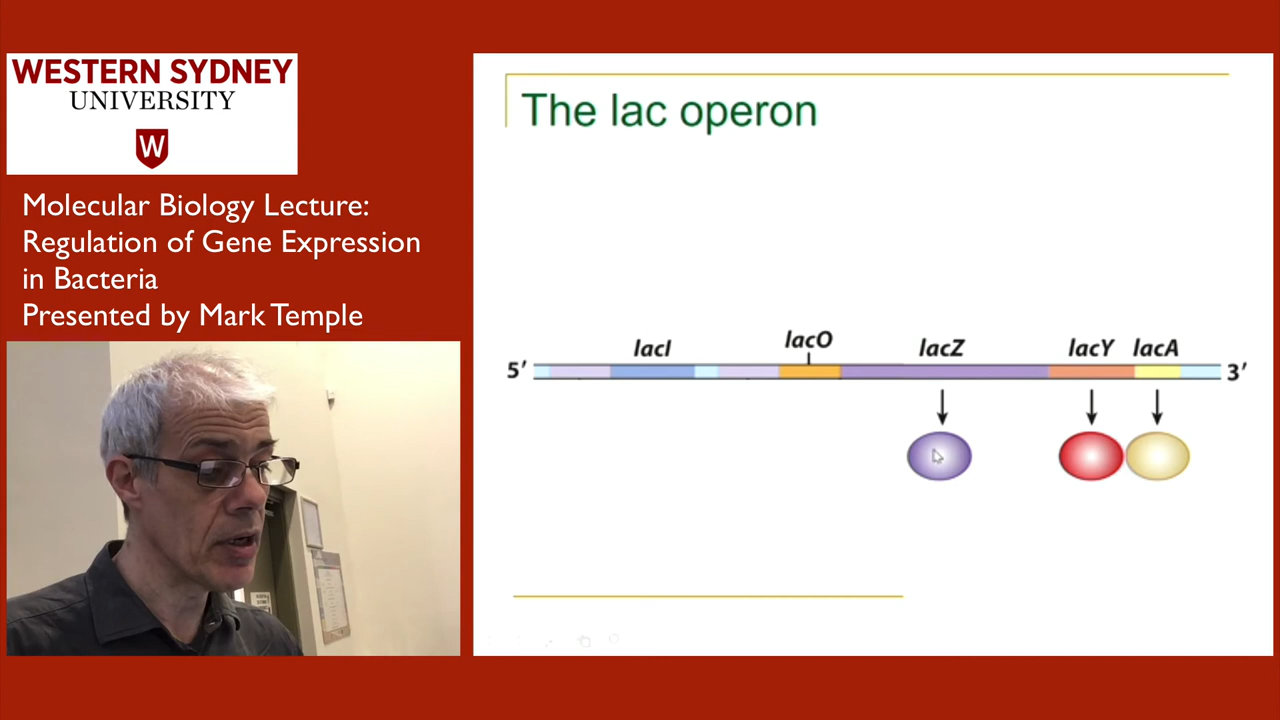 WESTERN SYDNEY
UNIVERSITY
W
Molecular Biology Lecture:
Regulation of Gene Expression
in Bacteria
Presented by Mark Temple
The lac operon
lacI
lacO
lacZ
lacY
lacA
5′
3′